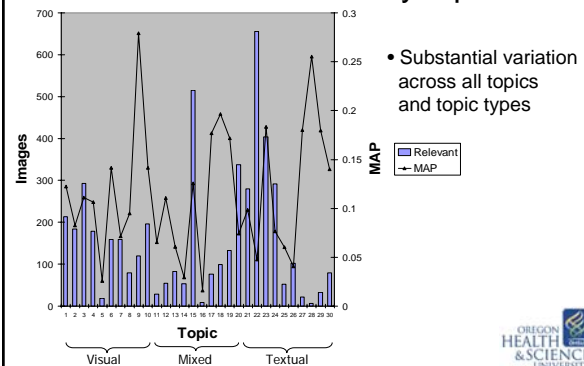 700
600
500
400
300
200
100
0
Images
0.3
0.25
0.2
0.15
0.1
0.05
0
MAP
1 2 3 4 5 6 7 8 9 10 11 12 13 14 15 16 17 18 19 20 21 22 23 24 25 26 27 28 29 30
Topic
Visual Mixed Textual
• Substantial variation
across all topics
and topic types
Relevant
MAP
OREGON
HEALTH
&SCIENCE
UNIVERSITY